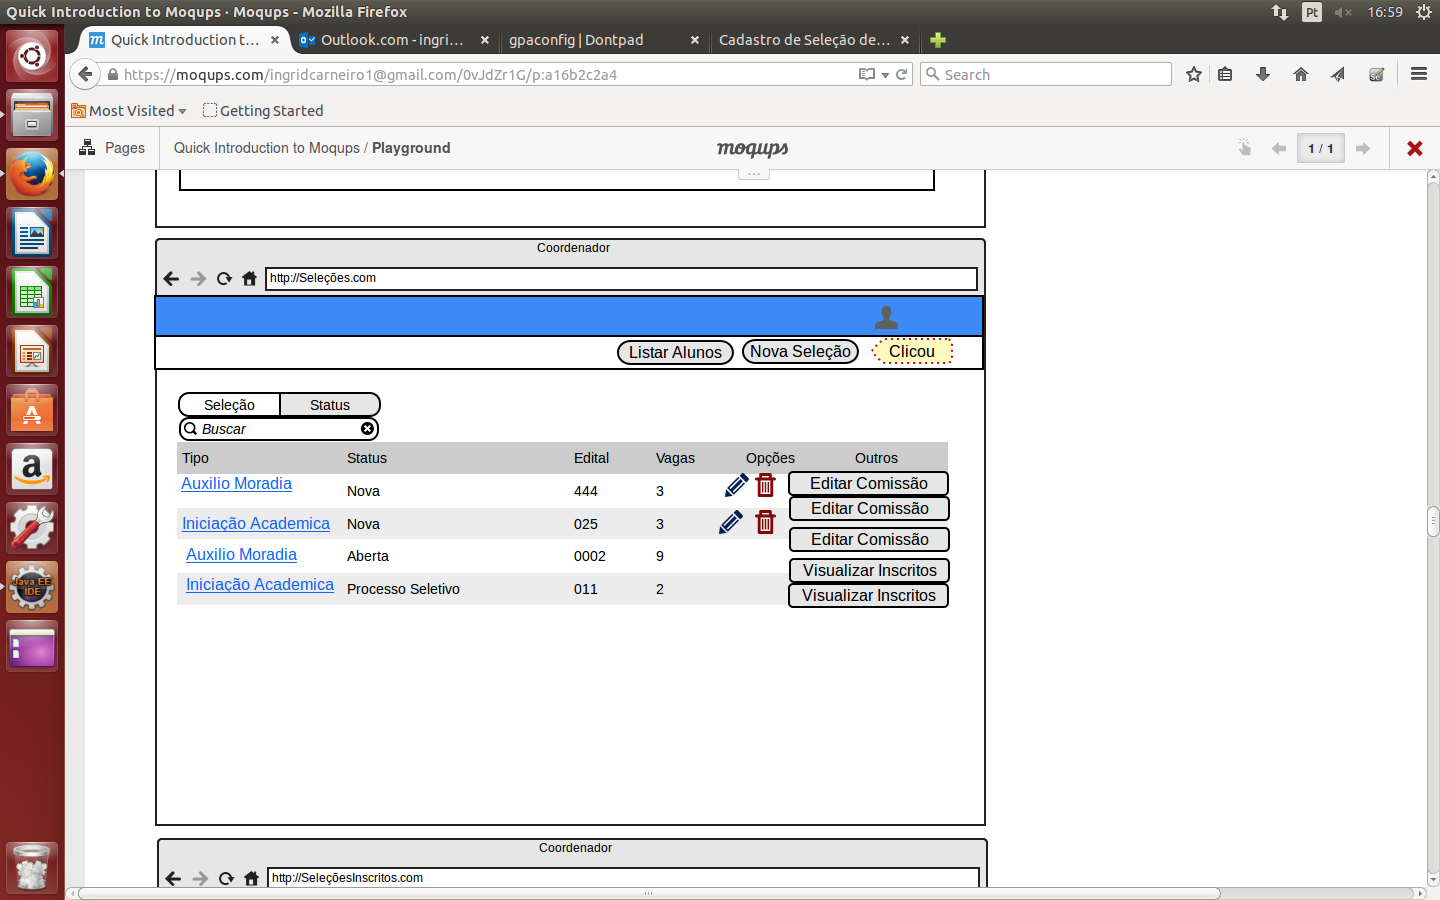 Quick Introduction to Moqups · Moqups - Mozilla Firefox
Pt
16:59
Quick Introduction t...
Outlook.com - ingri...
gpaconfig | Dontpad
Cadastro de Seleção de...
https://moqups.com/ingridcarneiro1@gmail.com/0vJdZr1G/p:a16b2c2a4
Search
Most Visited
Getting Started
Pages
Quick Introduction to Moqups / Playground
moqups
1 / 1
...
Coordenador
http://Seleções.com
Listar Alunos
Nova Seleção
Clicou
Seleção
Status
Buscar
Tipo Status Edital Vagas Opções Outros
Auxilio Moradia Nova 444 3 Editar Comissão
Editar Comissão
Iniciação Academica Nova 025 3
Editar Comissão
Auxilio Moradia Aberta 0002 9
Visualizar Inscritos
Iniciação Academica Processo Seletivo 011 2
Visualizar Inscritos
Coordenador
http://SeleçõesInscritos.com
Java EE
IDE